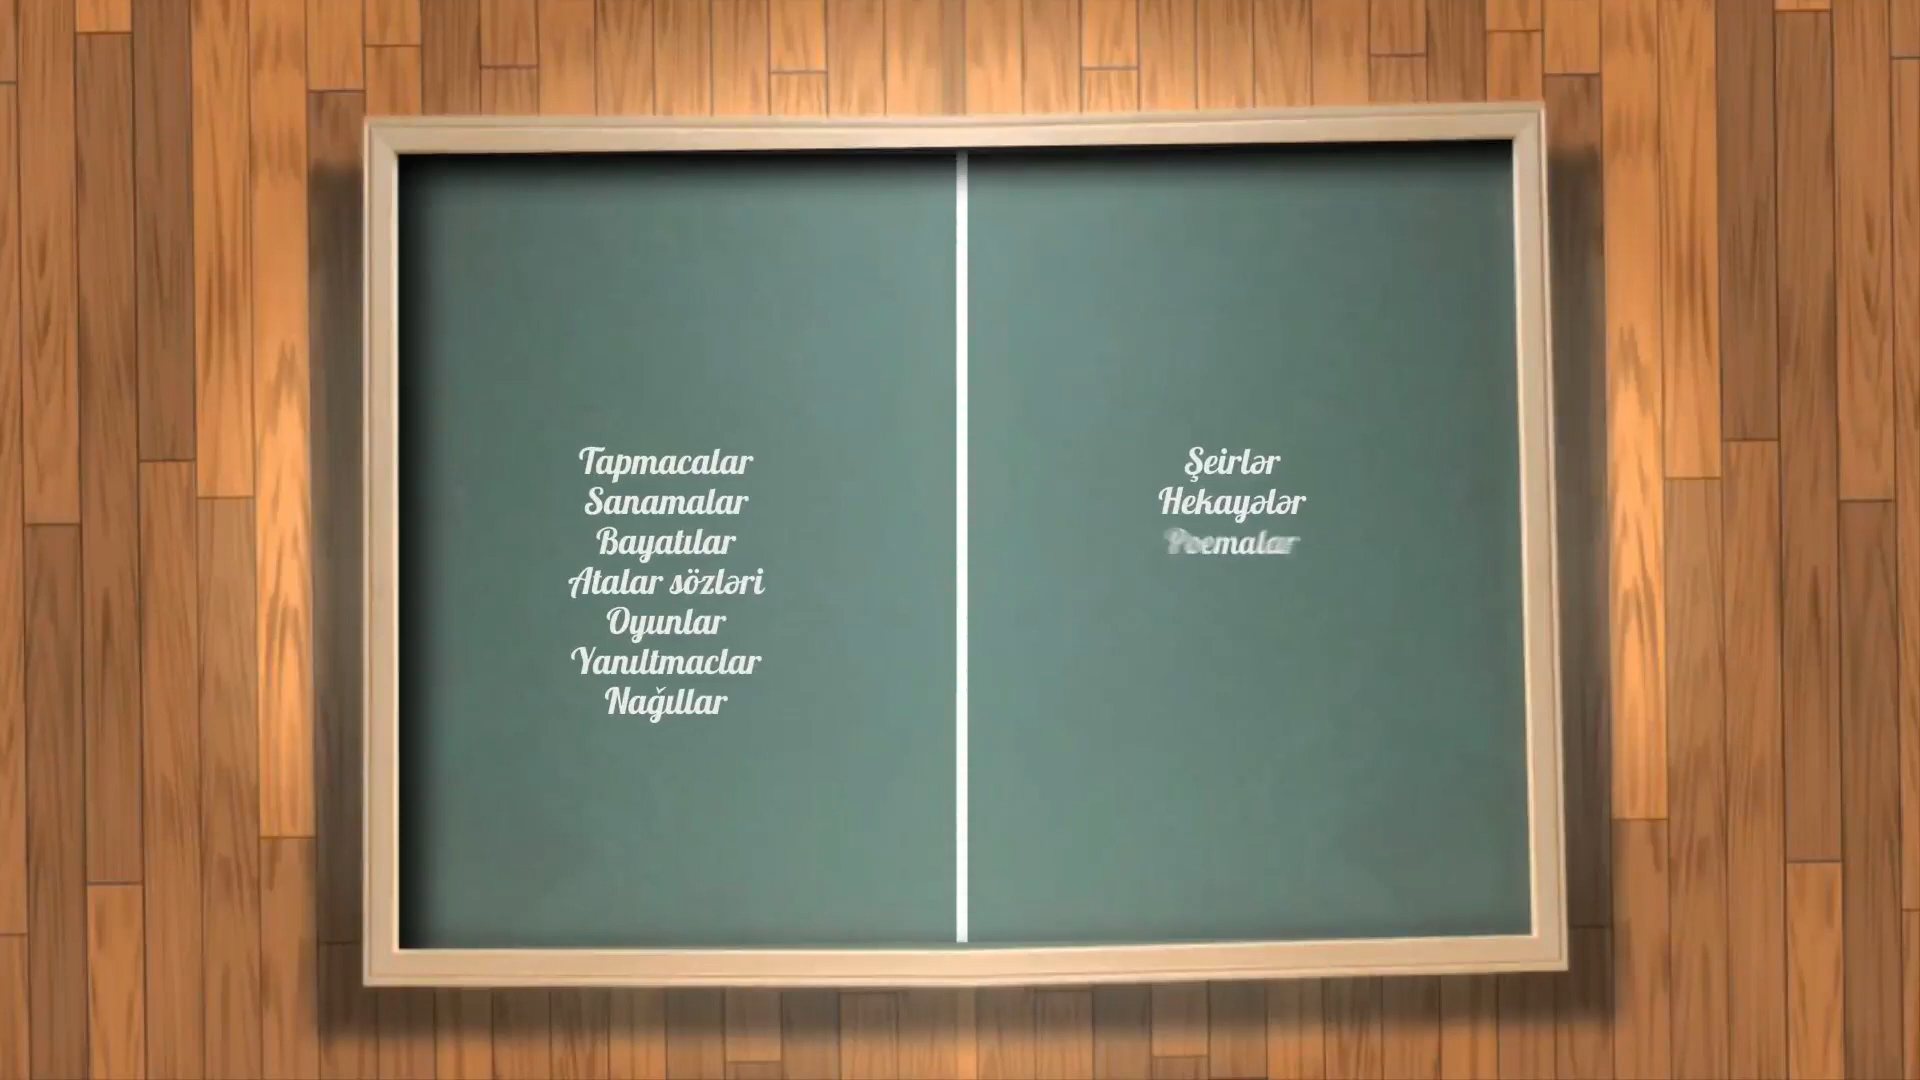 Tapmacalar
Sanamalar
Bayatılar
Atalar sözləri
Oyunlar
Yanıltmaclar
Nağıllar
Şeirlər
Hekayələr
Poemalar